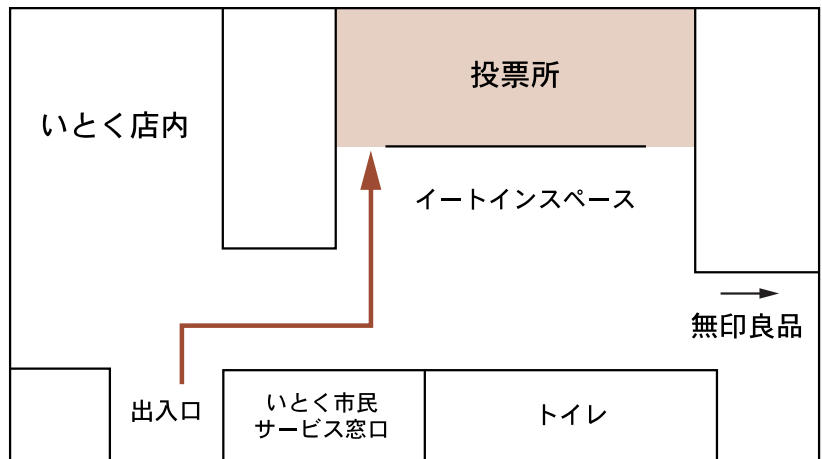 投票所
いとく店内
イートインスペース
無印良品
出入口
いとく市民
サービス窓口
トイレ